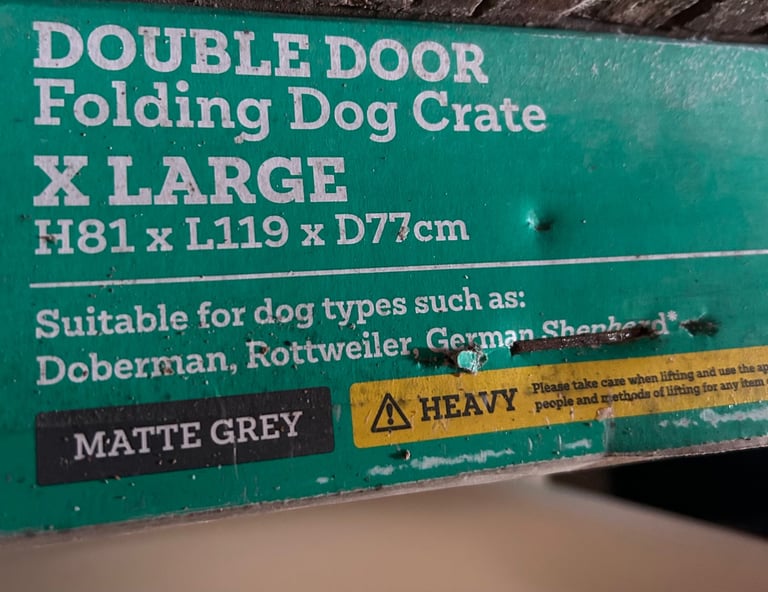 DOUBLE DOOR
Folding Dog Crate
X LARGE
H81 x L119 x D77cm
Suitable for dog types such as:
Doberman, Rottweiler, German Shepherd*
MATTE GREY
HEAVY
Please take care when lifting and use the
people and methods of lifting for any item